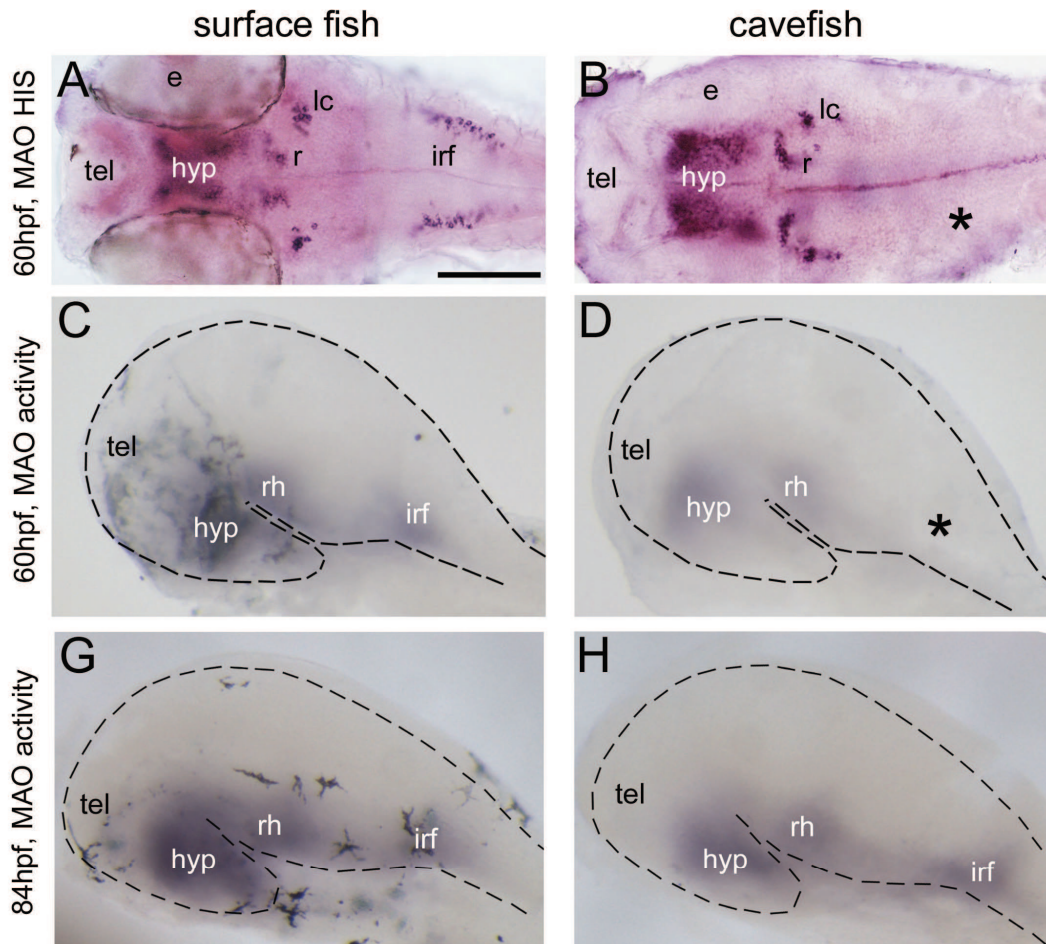 surface fish
cavefish
60hpf, MAO HIS
A
e
lc
tel
hyp
r
irf
B
e
lc
tel
hyp
r
*
60hpf, MAO activity
C
tel
rh
hyp
irf
D
tel
rh
hyp
*
84hpf, MAO activity
G
tel
rh
irf
hyp
H
tel
rh
hyp
irf